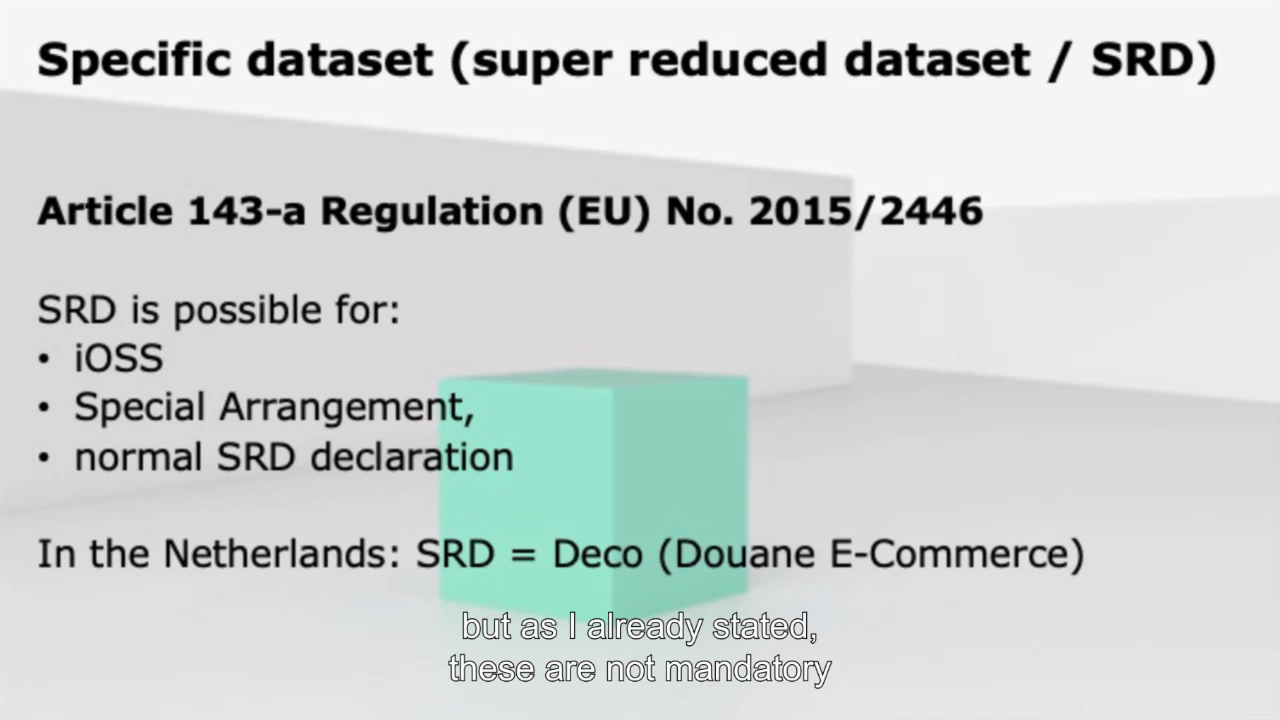 Specific dataset (super reduced dataset / SRD)
Article 143-a Regulation (EU) No. 2015/2446
SRD is possible for:
• iOSS
• Special Arrangement,
• normal SRD declaration
In the Netherlands: SRD = Deco (Douane E-Commerce)
but as I already stated,
these are not mandatory